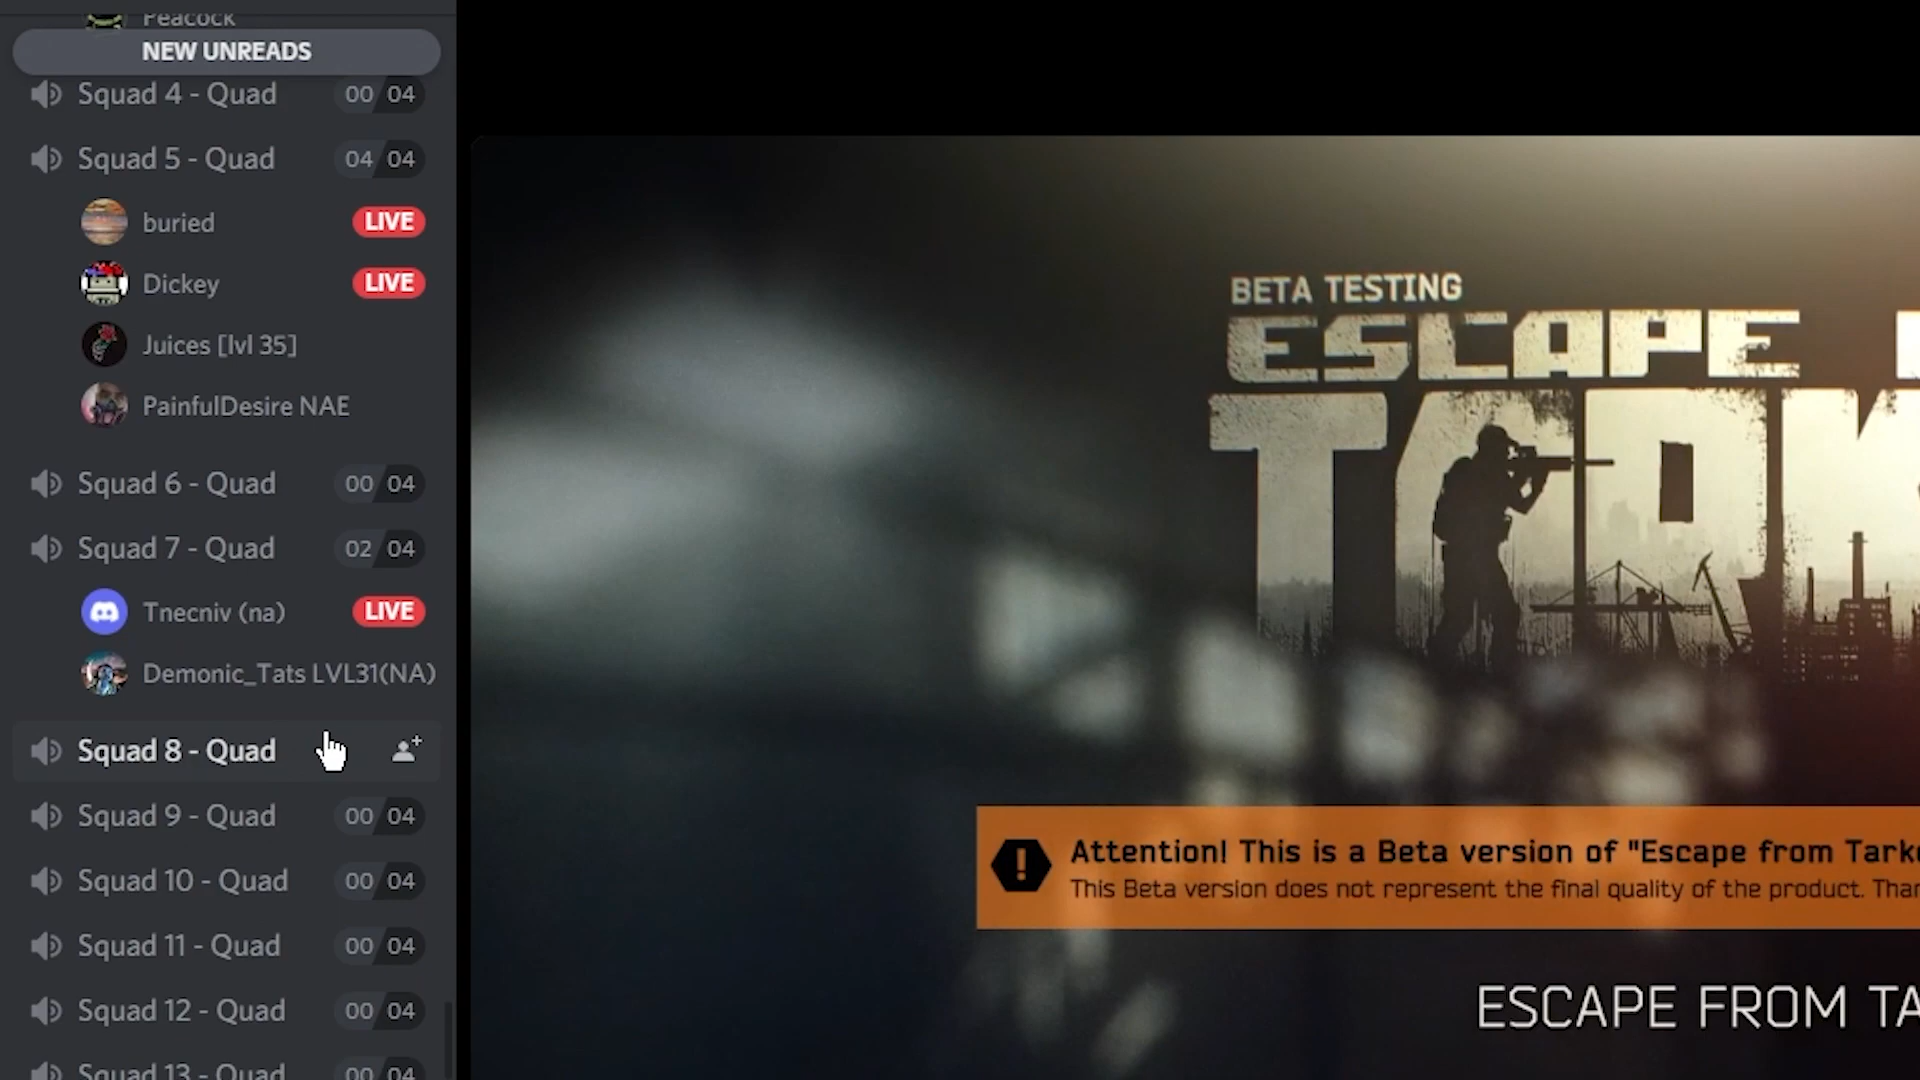 Peacock
NEW UNREADS
Squad 4 - Quad 00 04
Squad 5 - Quad 04 04
buried LIVE
Dickey LIVE
Juices [lvl 35]
PainfulDesire NAE
Squad 6 - Quad 00 04
Squad 7 - Quad 02 04
Tnecniv (na) LIVE
Demonic_Tats LVL31(NA)
Squad 8 - Quad
Squad 9 - Quad 00 04
Squad 10 - Quad 00 04
Squad 11 - Quad 00 04
Squad 12 - Quad 00 04
Squad 13 - Quad 00 04
BETA TESTING
ESCAPE
TARK
Attention! This is a Beta version of "Escape from Tark
This Beta version does not represent the final quality of the product. Than
ESCAPE FROM TA